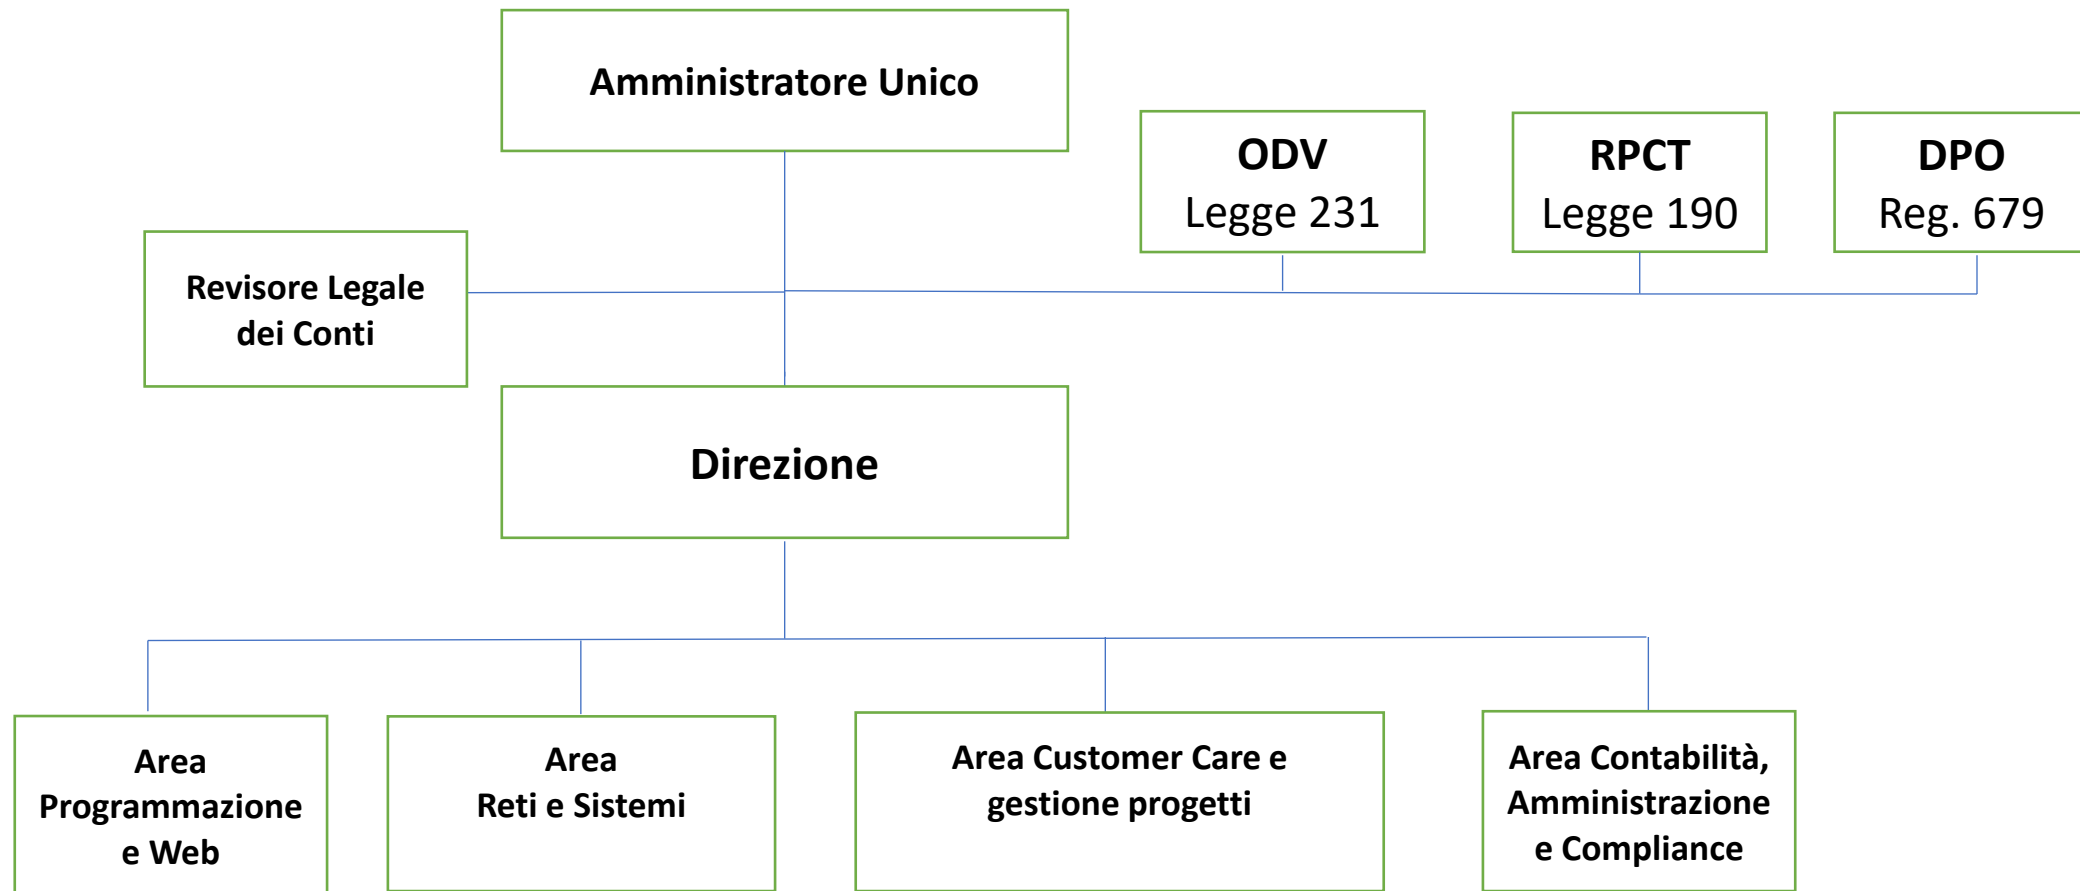 Amministratore Unico
ODV
Legge 231
RPCT
Legge 190
DPO
Reg. 679
Revisore Legale
dei Conti
Direzione
Area
Programmazione
e Web
Area
Reti e Sistemi
Area Customer Care e
gestione progetti
Area Contabilità,
Amministrazione
e Compliance